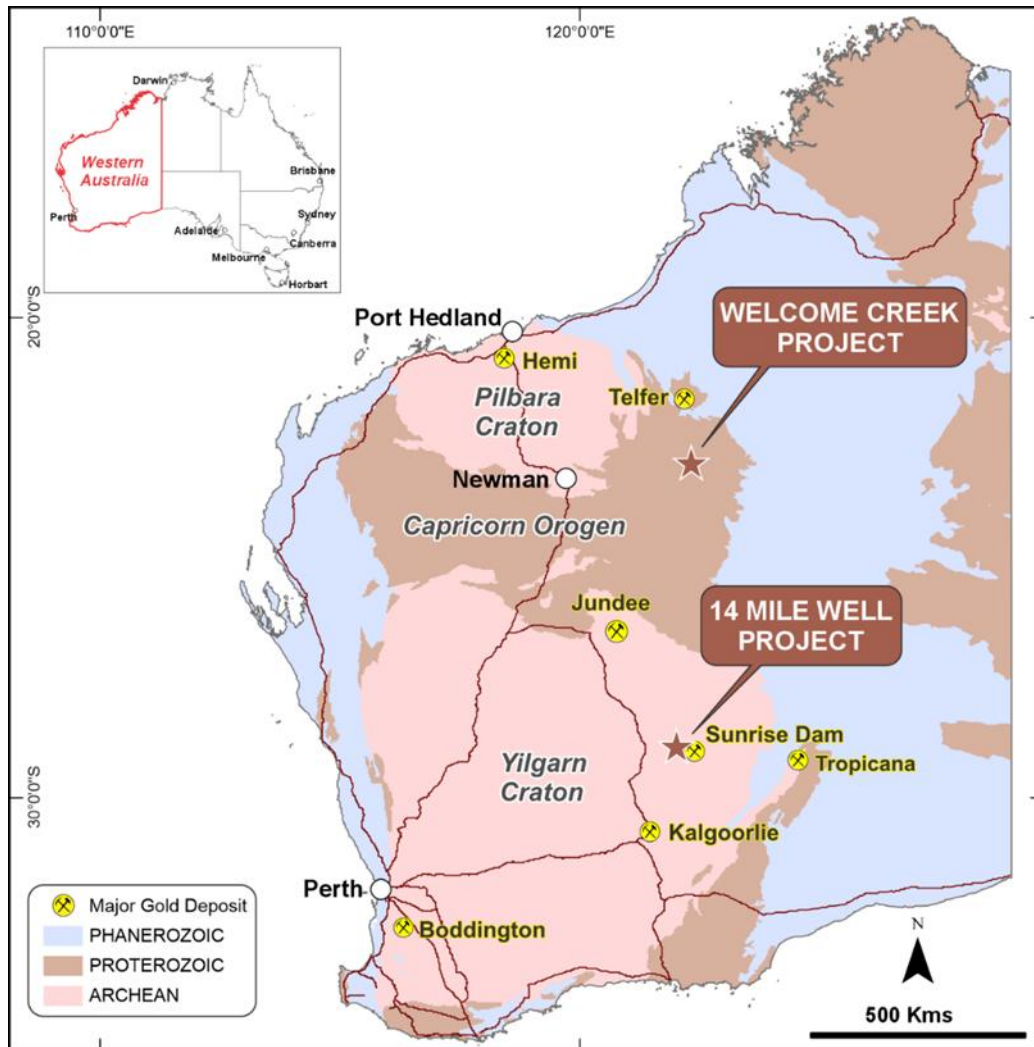 110°0'0"E
120°0'0"E
Darwin
Western
Australia
Brisbane
Perth
Sydney
Adelaide
Canberra
Melbourne
Horbart
20°0'0"S
Port Hedland
WELCOME CREEK
PROJECT
Hemi
Pilbara
Craton
Telfer
Newman
Capricorn Orogen
Jundee
14 MILE WELL
PROJECT
Sunrise Dam
Tropicana
Yilgarn
Craton
30°0'0"S
Kalgoorlie
Perth
Boddington
Major Gold Deposit
PHANEROZOIC
PROTEROZOIC
ARCHEAN
N
500 Kms